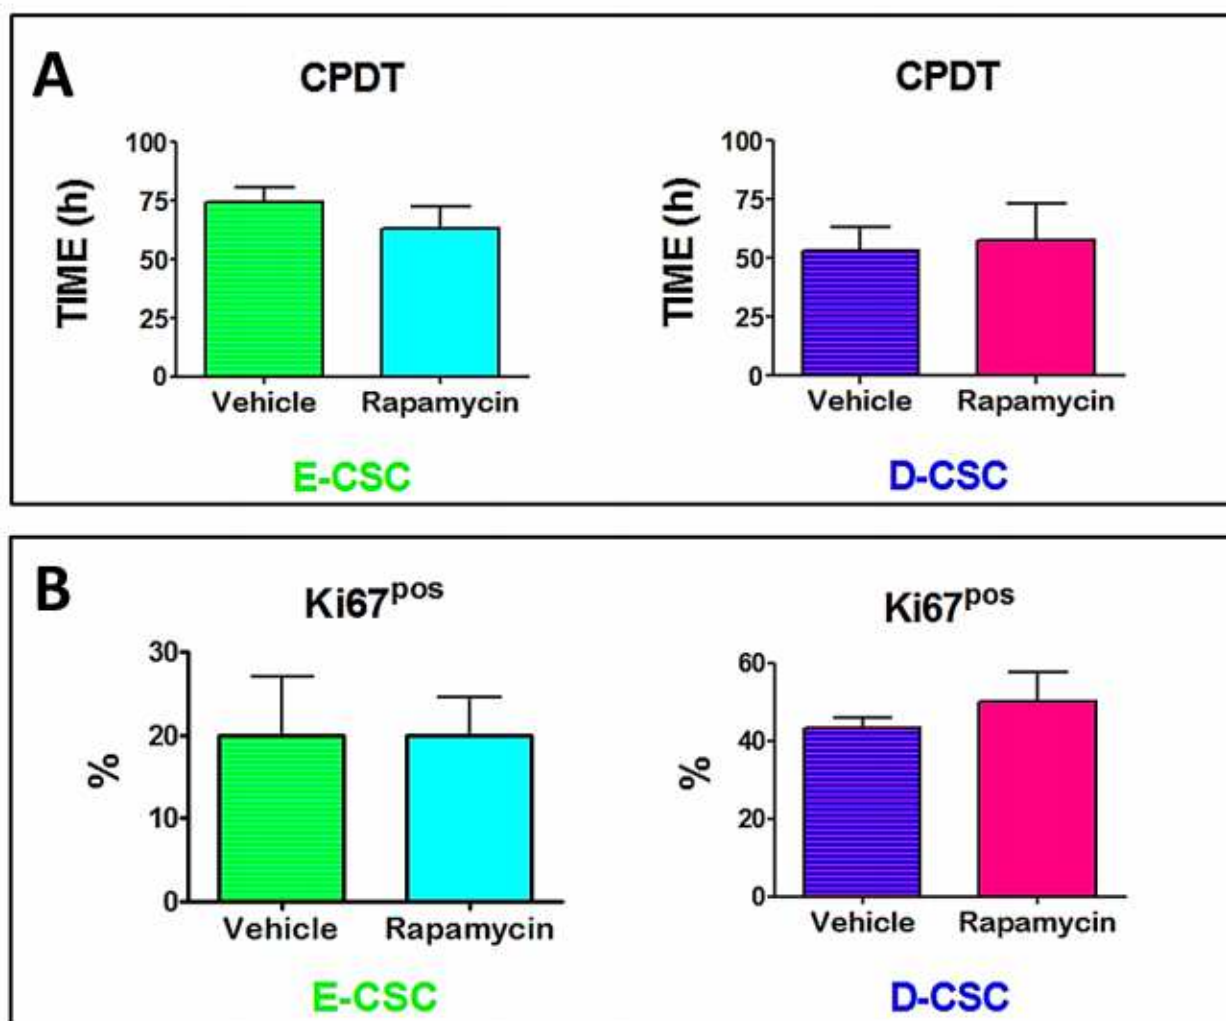 A
CPDT
TIME (h)
100
75
50
25
0
Vehicle Rapamycin
E-CSC
CPDT
TIME (h)
100
75
50
25
0
Vehicle Rapamycin
D-CSC
B
Ki67pos
%
30
20
10
0
Vehicle Rapamycin
E-CSC
Ki67pos
%
60
40
20
0
Vehicle Rapamycin
D-CSC